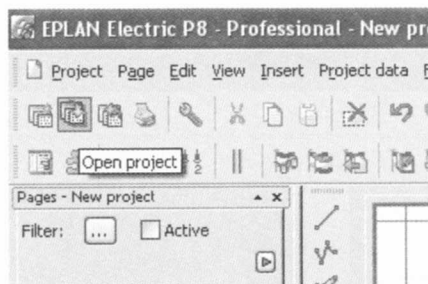 EPLAN Electric P8 - Professional - New pr
Project Page Edit View Insert Project data
Open project
Pages - New project
Filter: ... Active